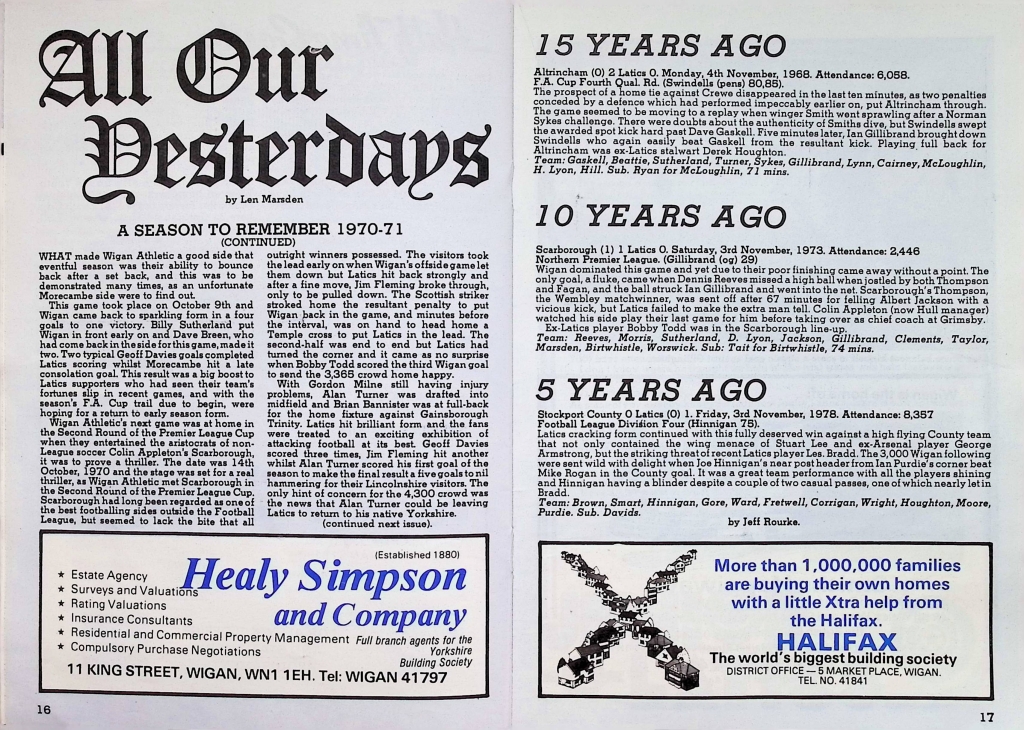 All Our
Yesterdays
by Len Marsden
A SEASON TO REMEMBER 1970-71
(CONTINUED)
WHAT made Wigan Athletic a good side that
eventful season was their ability to bounce
back after a set back, and this was to be
demonstrated many times, as an unfortunate
Morecambe side were to find out.
This game took place on October 9th and
Wigan came back to sparkling form in a four
goals to one victory. Billy Sutherland put
Wigan in front early on and Dave Breen, who
had come back in the side for this game, made it
two. Two typical Geoff Davies goals completed
Latics scoring whilst Morecambe hit a late
consolation goal. This result was a big boost to
Latics supporters who had seen their team's
fortunes slip in recent games, and with the
season's F.A. Cup trail due to begin, were
hoping for a return to early season form.
Wigan Athletic's next game was at home in
the Second Round of the Premier League Cup
when they entertained the aristocrats of non-
League soccer Colin Appleton's Scarborough,
it was to prove a thriller. The date was 14th
October, 1970 and the stage was set for a real
thriller, as Wigan Athletic met Scarborough in
the Second Round of the Premier League Cup.
Scarborough had long been regarded as one of
the best footballing sides outside the Football
League, but seemed to lack the bite that all
outright winners possessed. The visitors took
the lead early on when Wigan's offside game let
them down but Latics hit back strongly and
after a fine move, Jim Fleming broke through,
only to be pulled down. The Scottish striker
stroked home the resultant penalty to put
Wigan back in the game, and minutes before
the interval, was on hand to head home a
Temple cross to put Latics in the lead. The
second-half was end to end but Latics had
turned the corner and it came as no surprise
when Bobby Todd scored the third Wigan goal
to send the 3,365 crowd home happy.
With Gordon Milne still having injury
problems, Alan Turner was drafted into
midfield and Brian Bannister was at full-back
for the home fixture against Gainsborough
Trinity. Latics hit brilliant form and the fans
were treated to an exciting exhibition of
attacking football at its best. Geoff Davies
scored three times, Jim Fleming hit another
whilst Alan Turner scored his first goal of the
season to make the final result a five goals to nil
hammering for their Lincolnshire visitors. The
only hint of concern for the 4,300 crowd was
the news that Alan Turner could be leaving
Latics to return to his native Yorkshire.
(continued next issue).
(Established 1880)
Healy Simpson
and Company
★ Estate Agency
★ Surveys and Valuations
★ Rating Valuations
★ Insurance Consultants
★ Residential and Commercial Property Management
★ Compulsory Purchase Negotiations
Full branch agents for the
Yorkshire
Building Society
11 KING STREET, WIGAN, WN1 1EH. Tel: WIGAN 41797
16
15 YEARS AGO
Altrincham (0) 2 Latics 0. Monday, 4th November, 1968. Attendance: 6,058.
F.A. Cup Fourth Qual. Rd. (Swindells (pens) 80,85).
The prospect of a home tie against Crewe disappeared in the last ten minutes, as two penalties
conceded by a defence which had performed impeccably earlier on, put Altrincham through.
The game seemed to be moving to a replay when winger Smith went sprawling after a Norman
Sykes challenge. There were doubts about the authenticity of Smiths dive, but Swindells swept
the awarded spot kick hard past Dave Gaskell. Five minutes later, Ian Gillibrand brought down
Swindells who again easily beat Gaskell from the resultant kick. Playing full back for
Altrincham was ex-Latics stalwart Derek Houghton.
Team: Gaskell, Beattie, Sutherland, Turner, Sykes, Gillibrand, Lynn, Cairney, McLoughlin,
H. Lyon, Hill. Sub. Ryan for McLoughlin, 71 mins.
10 YEARS AGO
Scarborough (1) 1 Latics 0. Saturday, 3rd November, 1973. Attendance: 2,446
Northern Premier League. (Gillibrand (og) 29)
Wigan dominated this game and yet due to their poor finishing came away without a point. The
only goal, a fluke, came when Dennis Reeves missed a high ball when jostled by both Thompson
and Fagan, and the ball struck Ian Gillibrand and went into the net. Scarborough's Thompson,
the Wembley matchwinner, was sent off after 67 minutes for felling Albert Jackson with a
vicious kick, but Latics failed to make the extra man tell. Colin Appleton (now Hull manager)
watched his side play their last game for him before taking over as chief coach at Grimsby.
Ex-Latics player Bobby Todd was in the Scarborough line-up.
Team: Reeves, Morris, Sutherland, D. Lyon, Jackson, Gillibrand, Clements, Taylor,
Marsden, Birtwhistle, Worswick. Sub: Tait for Birtwhistle, 74 mins.
5 YEARS AGO
Stockport County 0 Latics (0) 1. Friday, 3rd November, 1978. Attendance: 8,357
Football League Division Four (Hinnigan 75).
Latics cracking form continued with this fully deserved win against a high flying County team
that not only contained the wing menace of Stuart Lee and ex-Arsenal player George
Armstrong, but the striking threat of recent Latics player Les. Bradd. The 3,000 Wigan following
were sent wild with delight when Joe Hinnigan's near post header from Ian Purdie's corner beat
Mike Rogan in the County goal. It was a great team performance with all the players shining
and Hinnigan having a blinder despite a couple of two casual passes, one of which nearly let in
Bradd.
Team: Brown, Smart, Hinnigan, Gore, Ward, Fretwell, Corrigan, Wright, Houghton, Moore,
Purdie. Sub. Davids.
by Jeff Rourke.
More than 1,000,000 families
are buying their own homes
with a little Xtra help from
the Halifax.
HALIFAX
The world's biggest building society
DISTRICT OFFICE — 5 MARKET PLACE, WIGAN.
TEL. NO. 41841
17